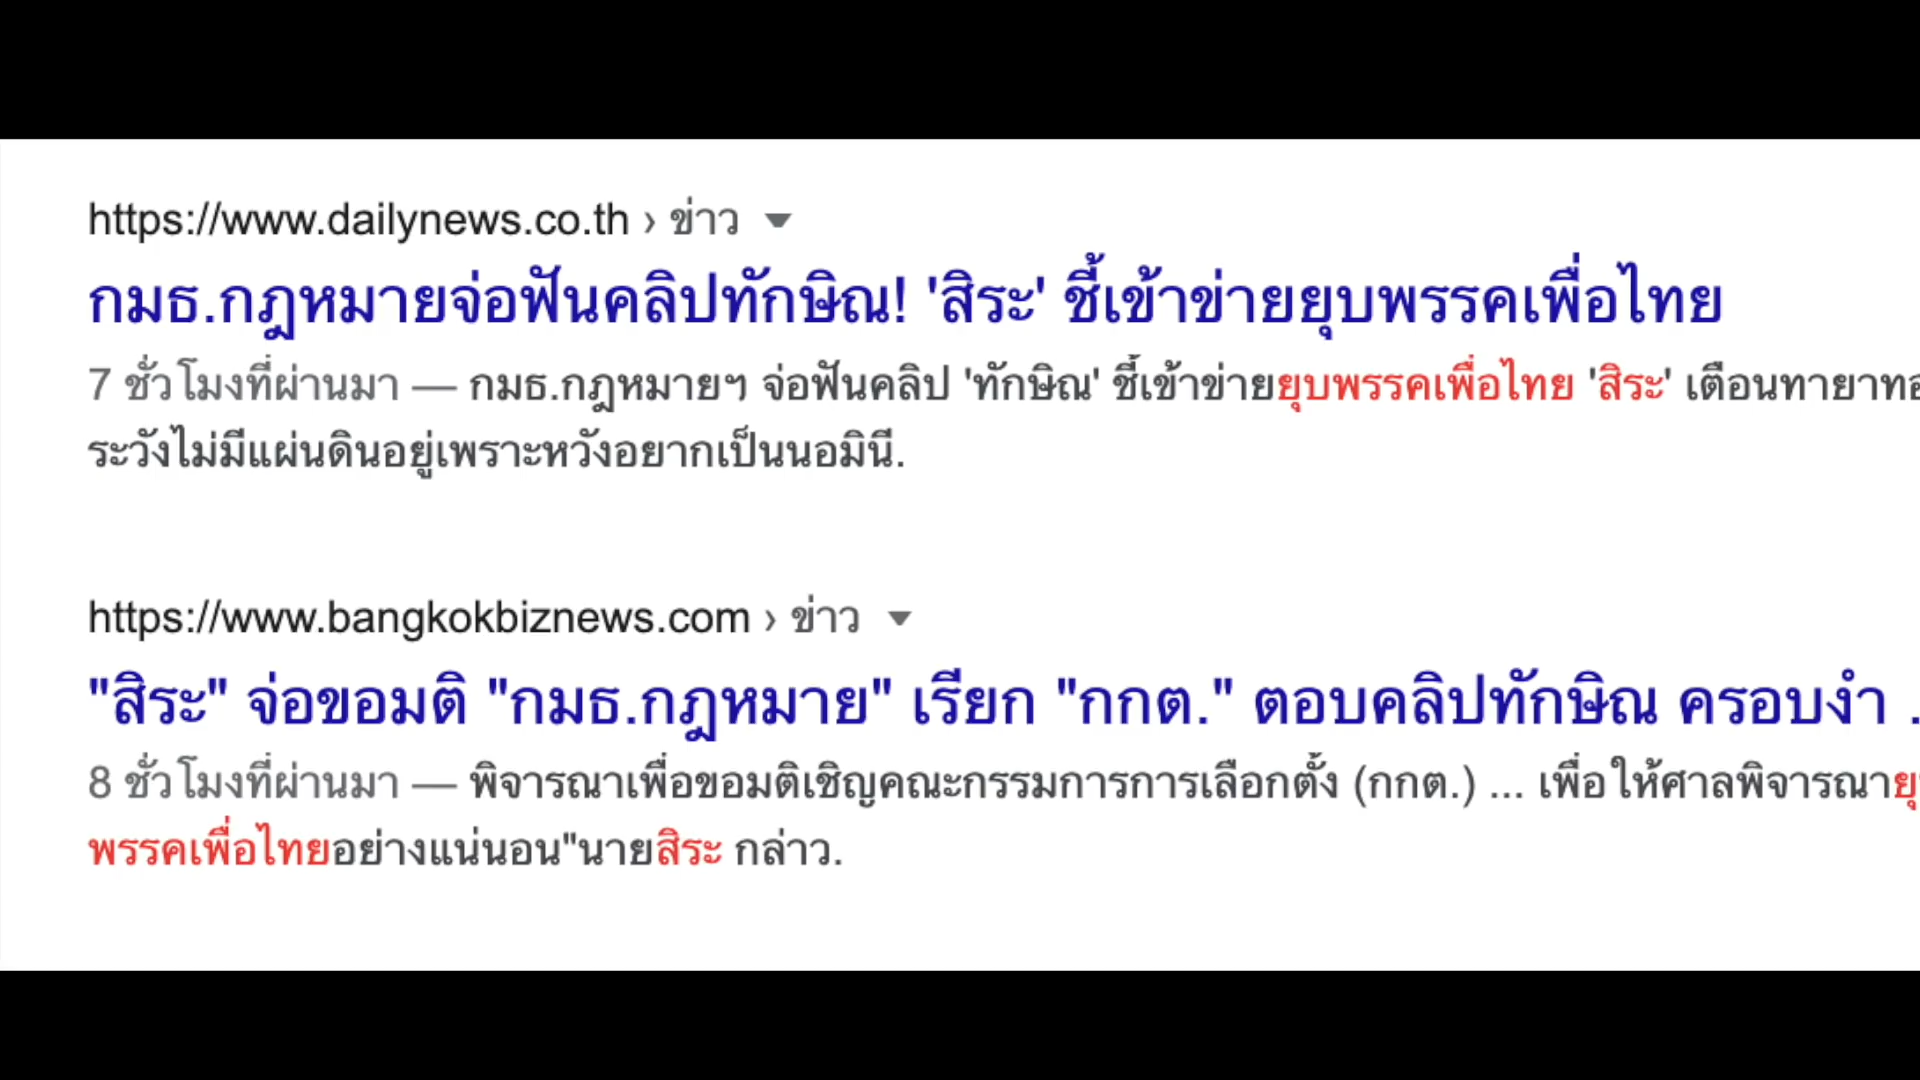 https://www.dailynews.co.th › ข่าว
กมธ.กฎหมายจ่อฟันคลิปทักษิณ! 'สิระ' ชี้เข้าข่ายยุบพรรคเพื่อไทย
7 ชั่วโมงที่ผ่านมา — กมธ.กฎหมายฯ จ่อฟันคลิป 'ทักษิณ' ชี้เข้าข่ายยุบพรรคเพื่อไทย 'สิระ' เตือนทายาท
ระวังไม่มีแผ่นดินอยู่เพราะหวังอยากเป็นนอมินี.
https://www.bangkokbiznews.com › ข่าว
"สิระ" จ่อขอมติ "กมธ.กฎหมาย" เรียก "กกต." ตอบคลิปทักษิณ ครอบงำ .
8 ชั่วโมงที่ผ่านมา — พิจารณาเพื่อขอมติเชิญคณะกรรมการการเลือกตั้ง (กกต.) ... เพื่อให้ศาลพิจารณายุ
พรรคเพื่อไทยอย่างแน่นอน"นายสิระ กล่าว.